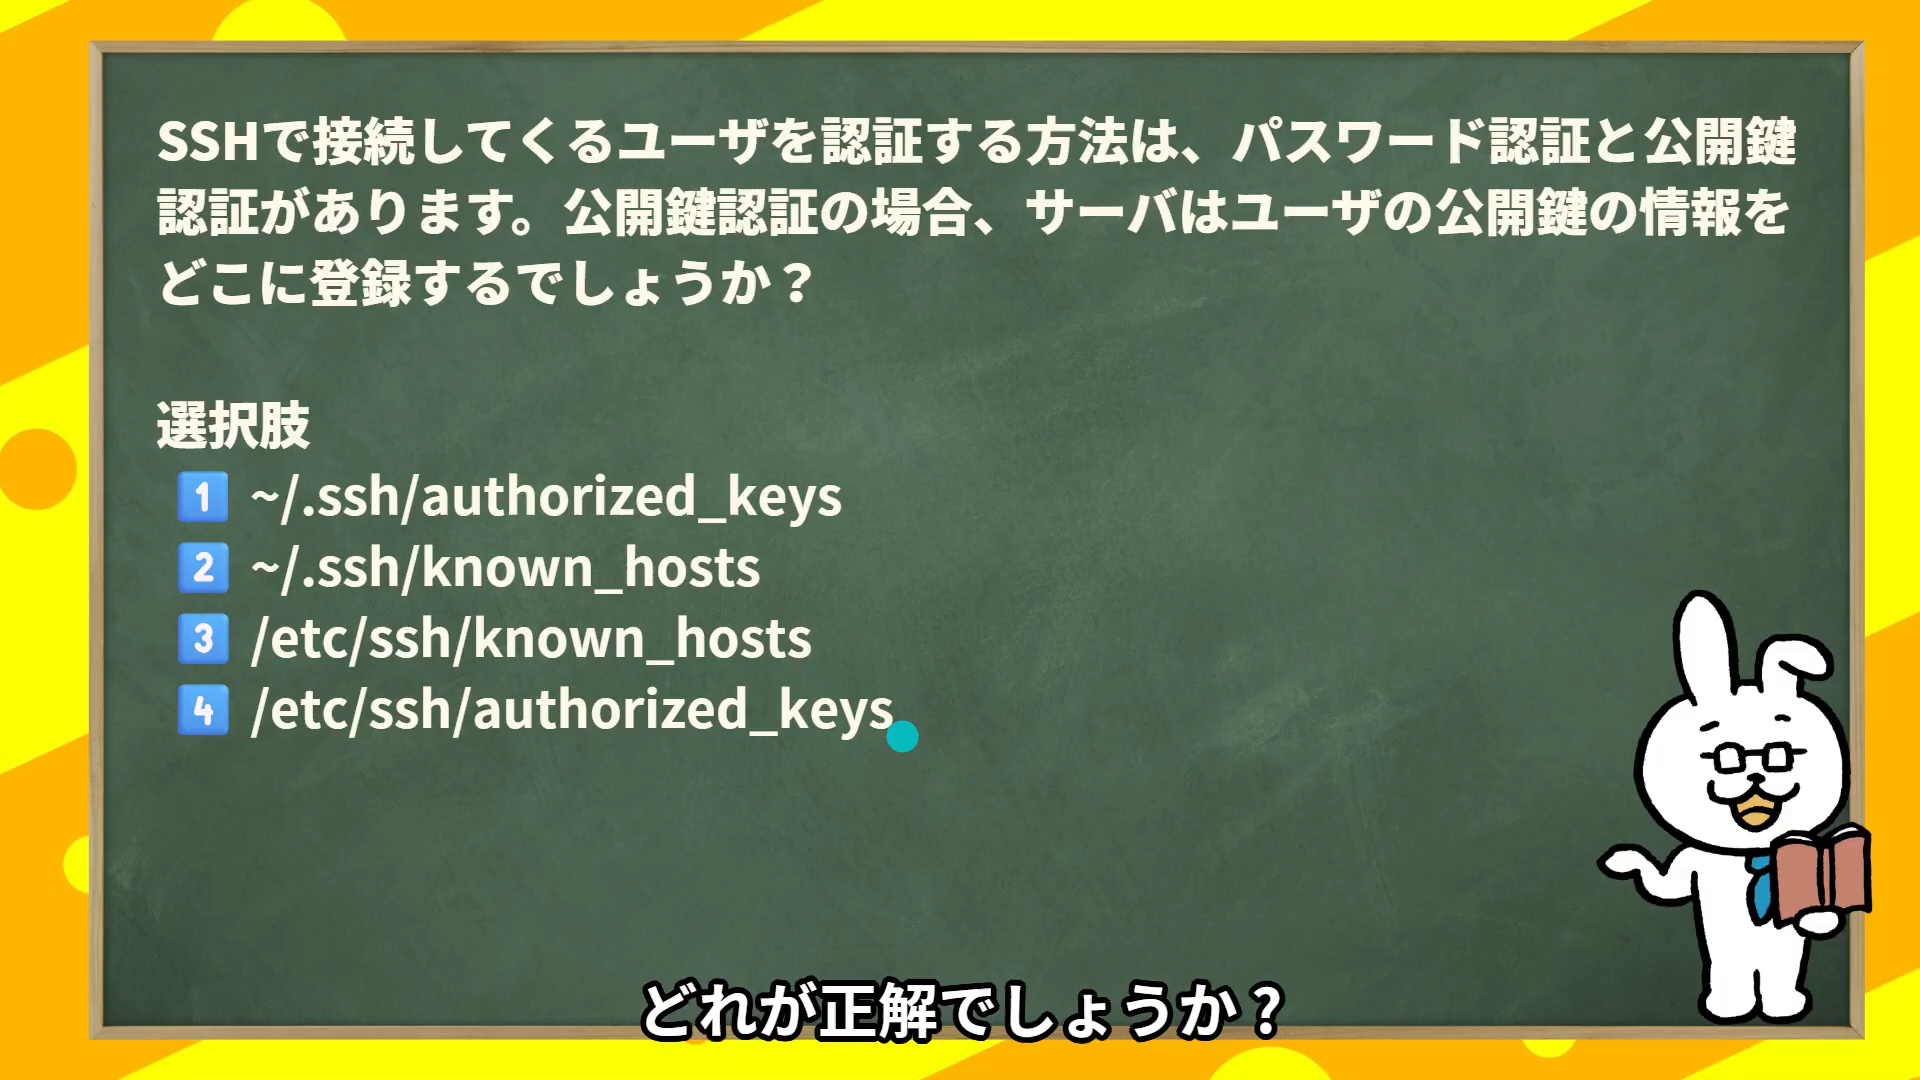 SSHで接続してくるユーザを認証する方法は、パスワード認証と公開鍵
認証があります。公開鍵認証の場合、サーバはユーザの公開鍵の情報を
どこに登録するでしょうか？
選択肢
1 ~/.ssh/authorized_keys
2 ~/.ssh/known_hosts
3 /etc/ssh/known_hosts
4 /etc/ssh/authorized_keys
どれが正解でしょうか?